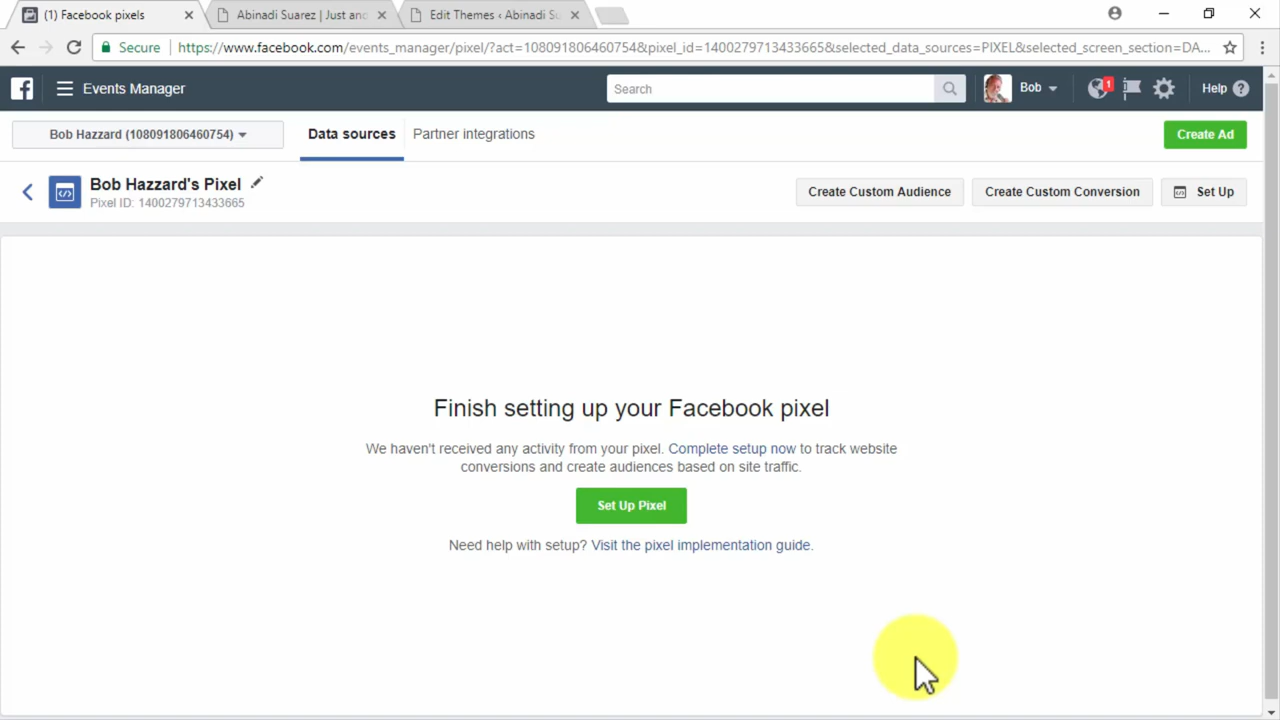 (1) Facebook pixels
Abinadi Suarez | Just and
Edit Themes ‹ Abinadi Su
Secure
https://www.facebook.com/events_manager/pixel/?act=108091806460754&pixel_id=1400279713433665&selected_data_sources=PIXEL&selected_screen_section=DA...
Events Manager
Search
Bob
1
Help
Bob Hazzard (108091806460754)
Data sources
Partner integrations
Create Ad
Bob Hazzard's Pixel
Pixel ID: 1400279713433665
Create Custom Audience
Create Custom Conversion
Set Up
Finish setting up your Facebook pixel
We haven't received any activity from your pixel. Complete setup now to track website
conversions and create audiences based on site traffic.
Set Up Pixel
Need help with setup? Visit the pixel implementation guide.